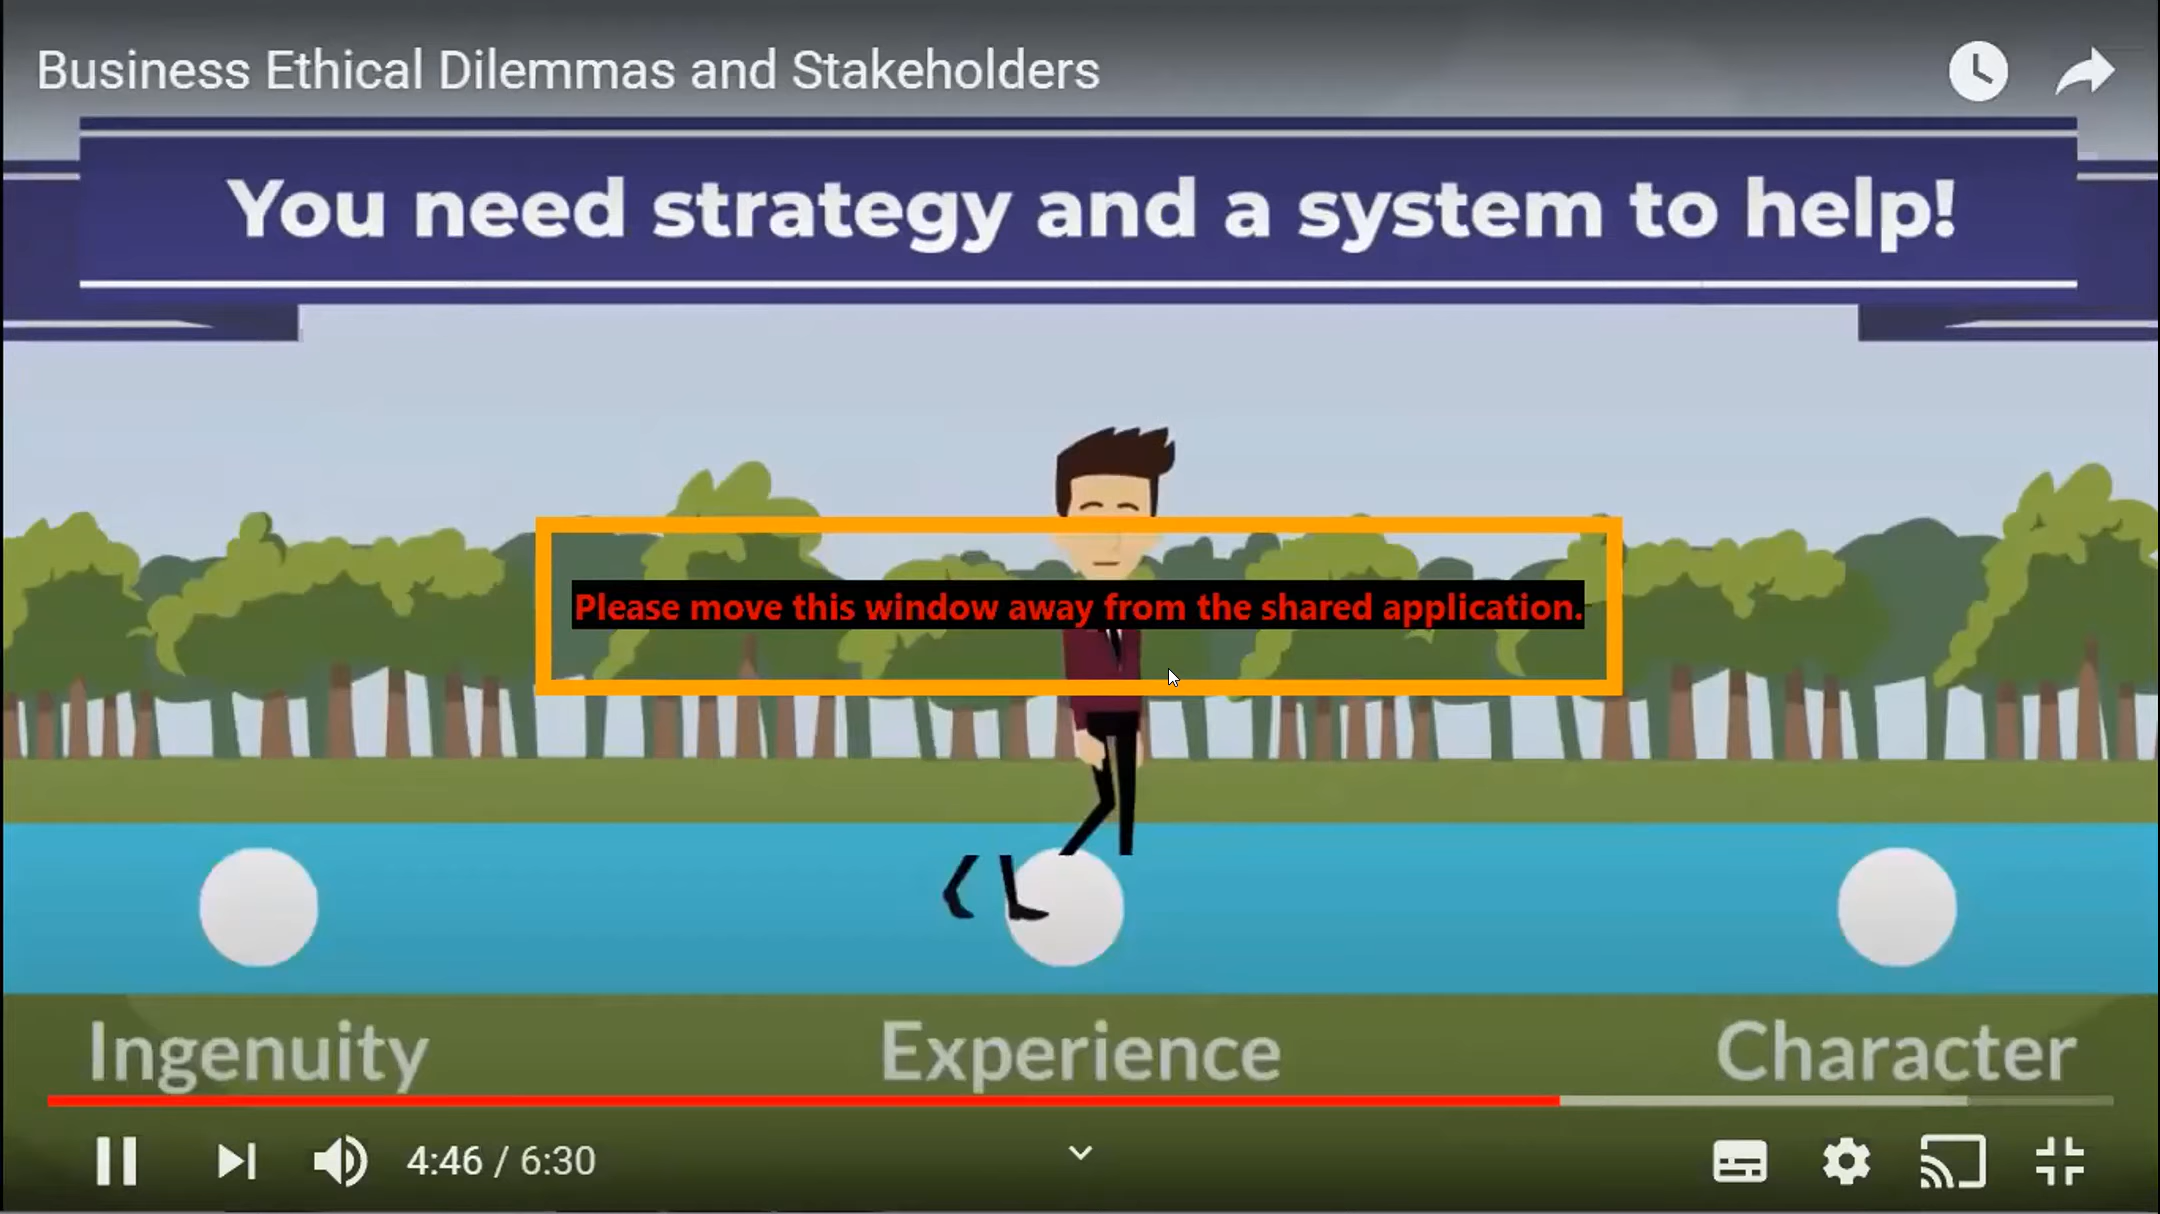 Business Ethical Dilemmas and Stakeholders
You need strategy and a system to help!
Please move this window away from the shared application.
Ingenuity
Experience
Character
4:46 / 6:30